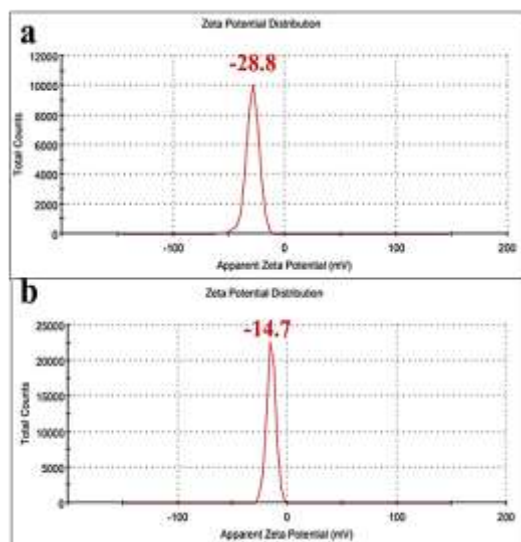 Zeta Potential Distribution
a
-28.8
12000
10000
8000
6000
4000
2000
0
Total Counts
-100 0 100 200
Apparent Zeta Potential (mV)
b
Zeta Potential Distribution
-14.7
25000
20000
15000
10000
5000
0
Total Counts
-100 0 100 200
Apparent Zeta Potential (mV)